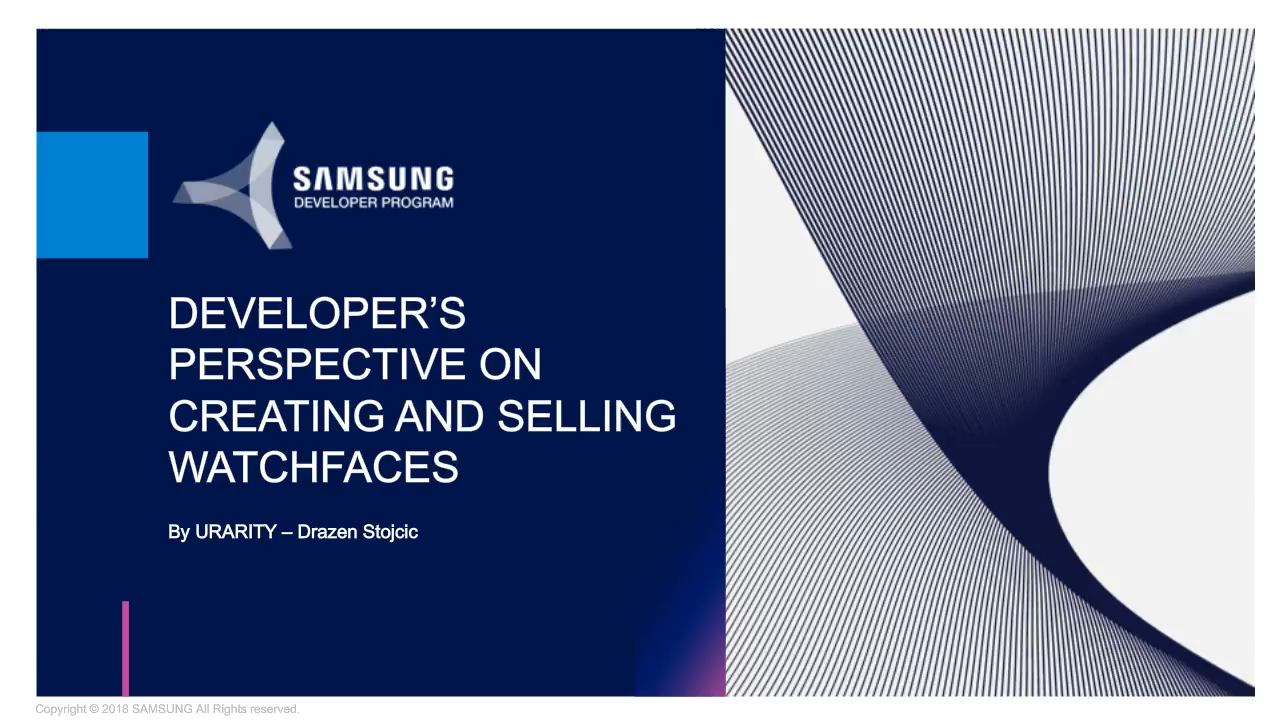 SAMSUNG
DEVELOPER PROGRAM
DEVELOPER’S
PERSPECTIVE ON
CREATING AND SELLING
WATCHFACES
By URARITY – Drazen Stojcic
Copyright © 2018 SAMSUNG All Rights reserved.